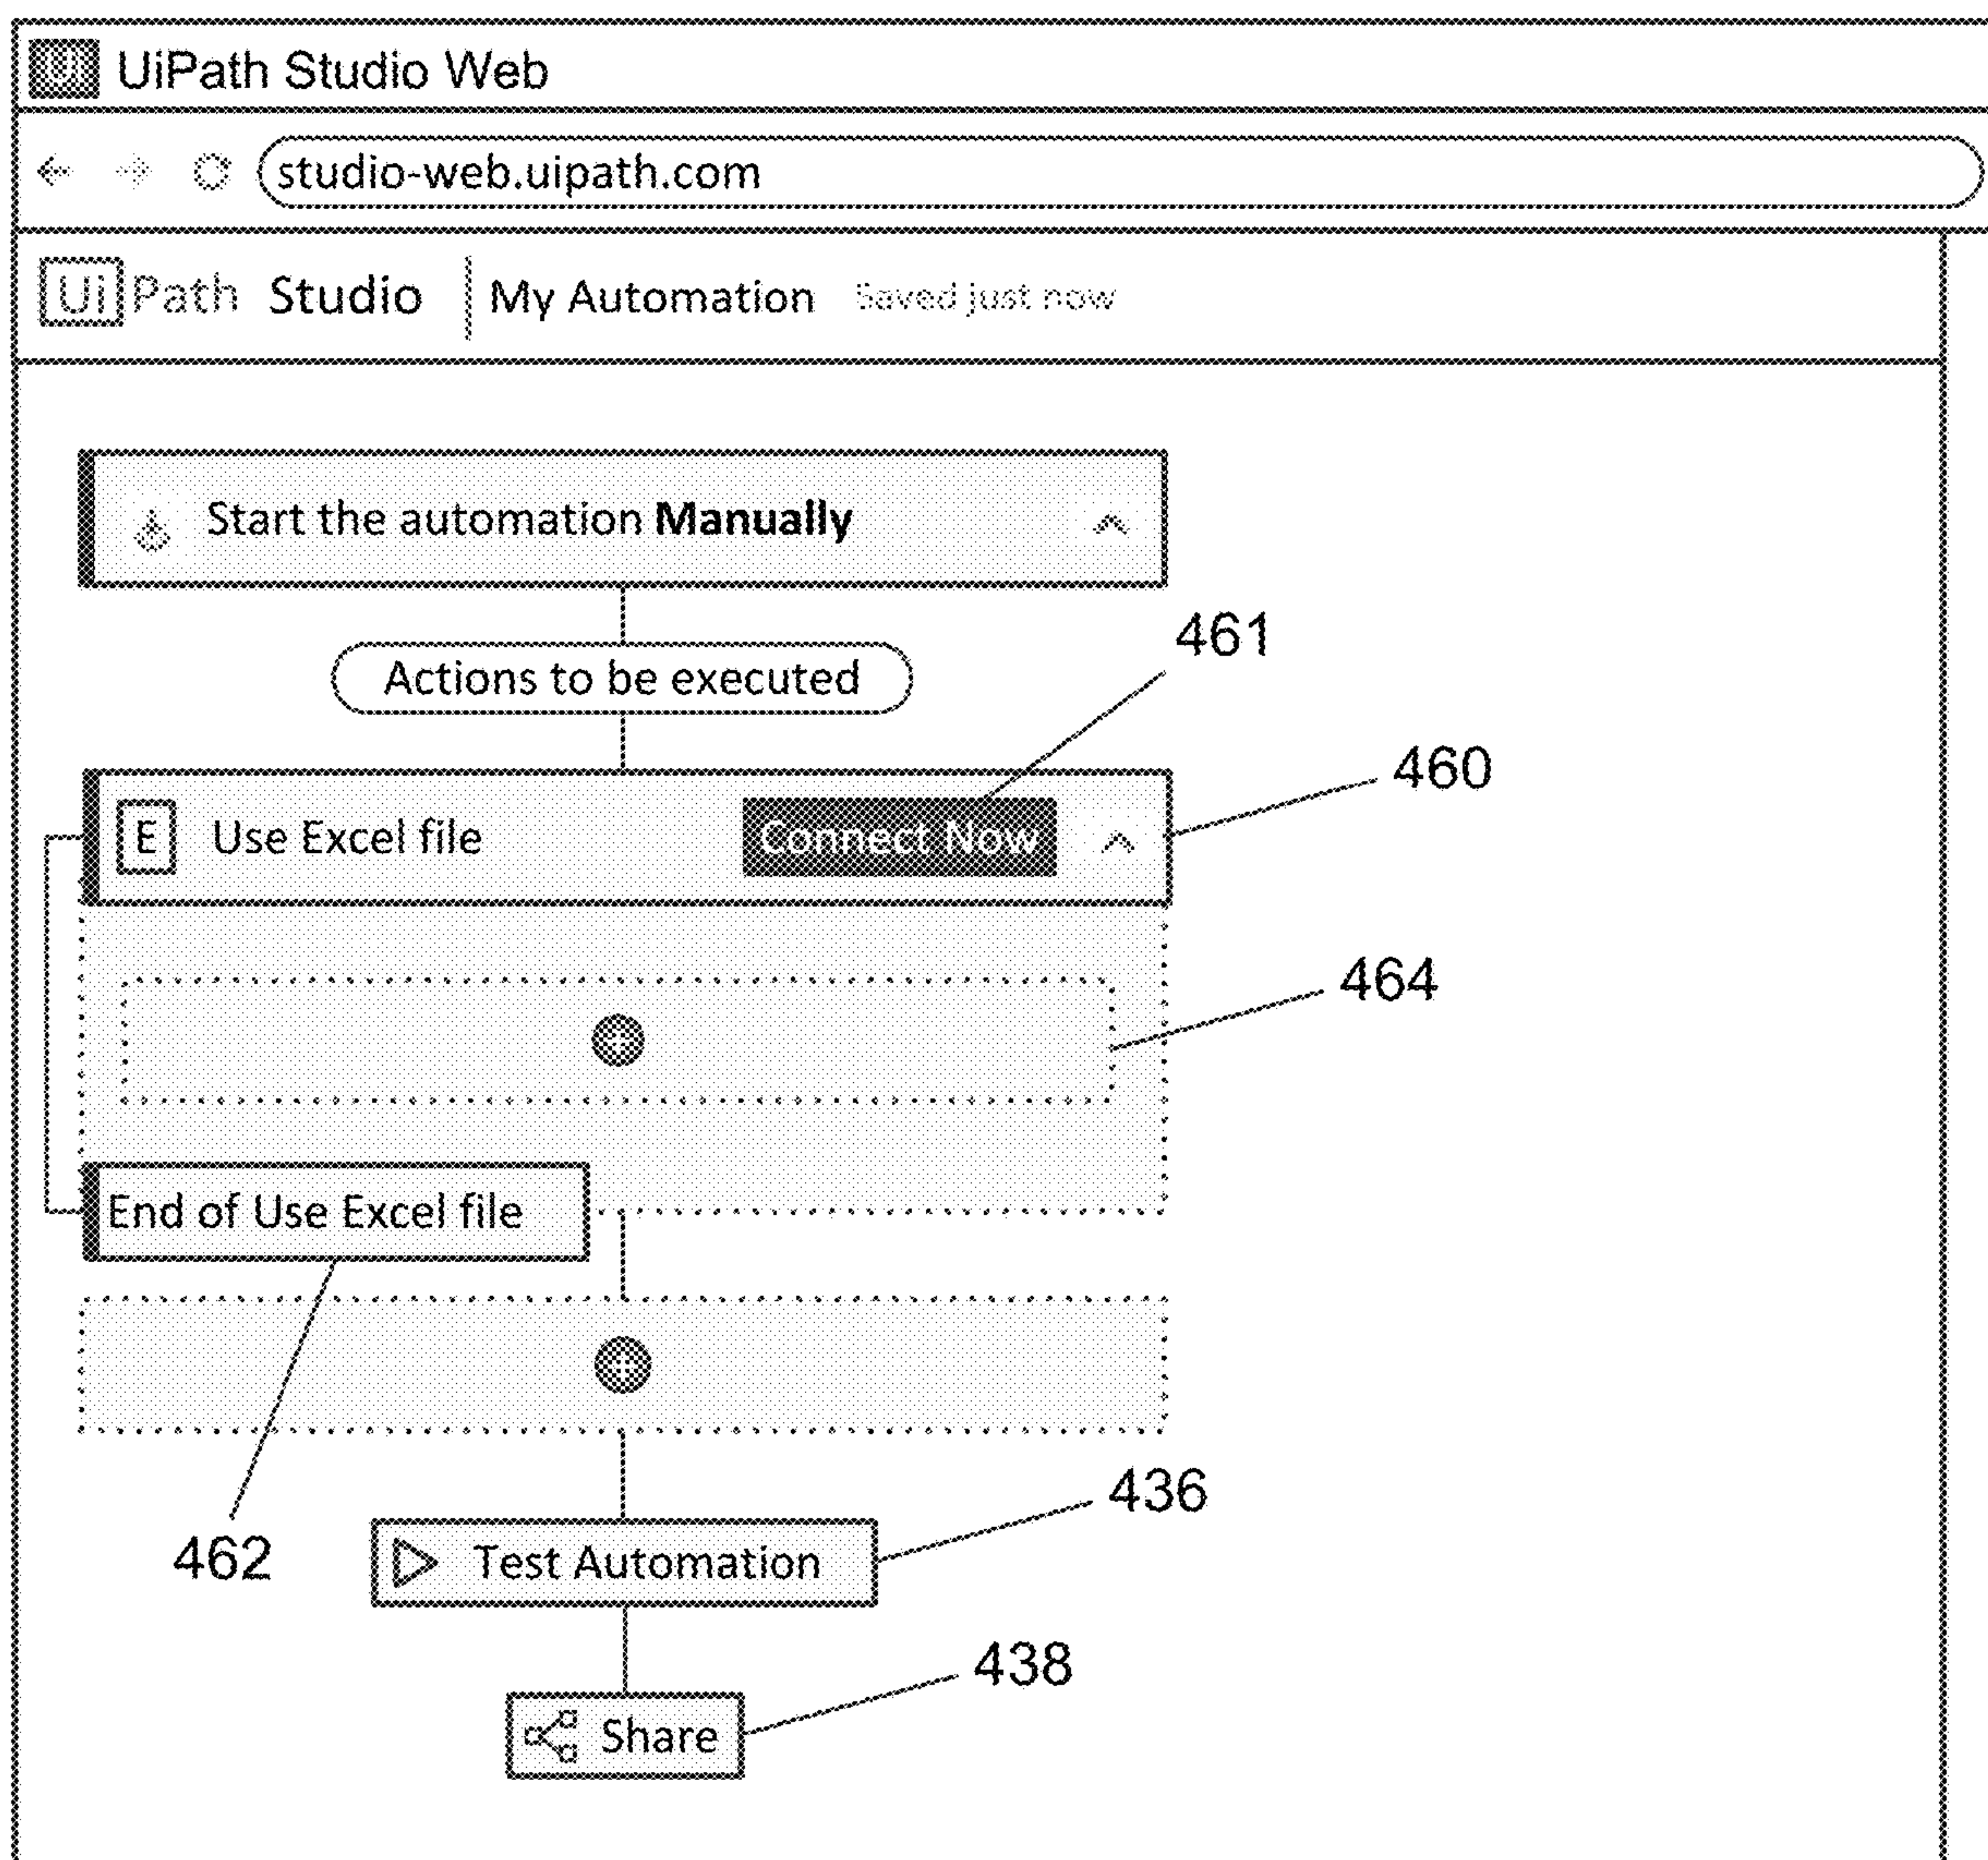 Ui UiPath Studio Web
studio-web.uipath.com
UiPath Studio My Automation Saved just now
Start the automation Manually
461
Actions to be executed
460
E Use Excel file Connect Now
464
End of Use Excel file
436
462 Test Automation
438
Share